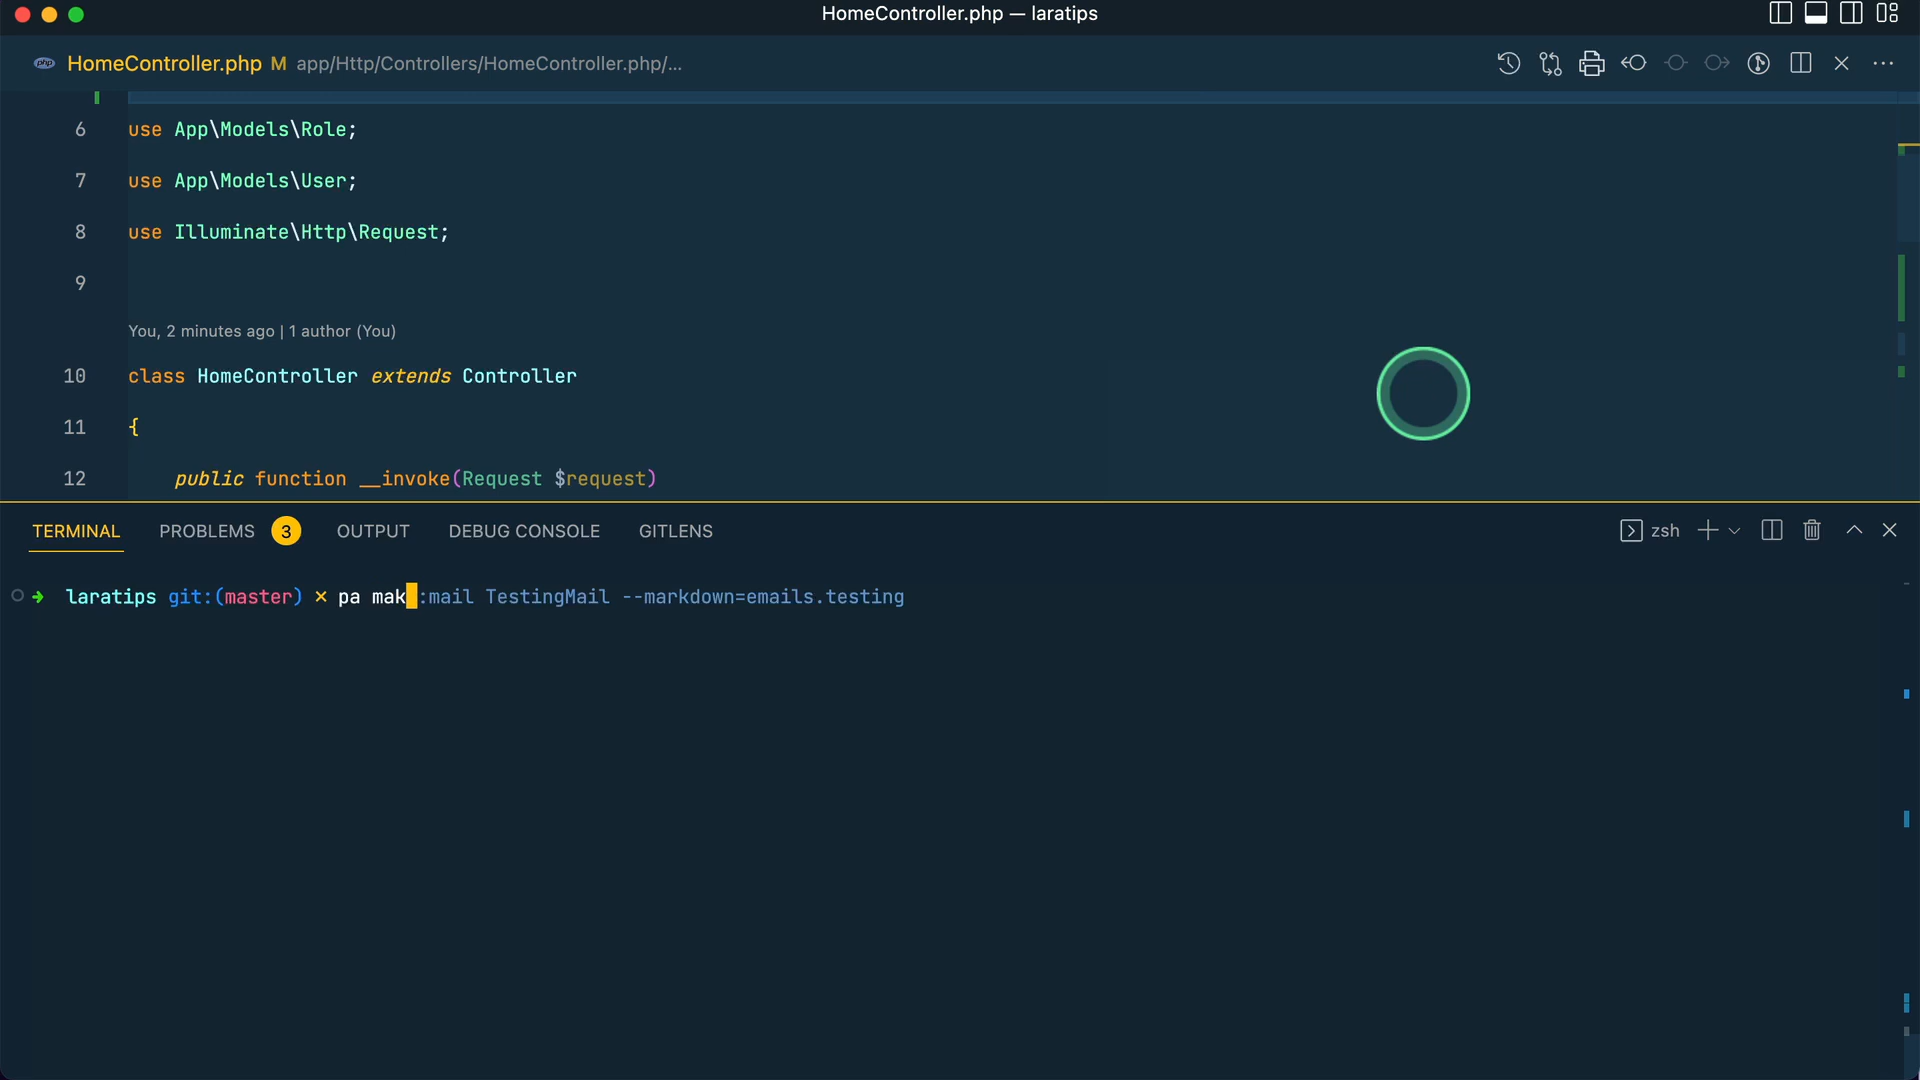 HomeController.php — laratips
php HomeController.php M app/Http/Controllers/HomeController.php/...
6 use App\Models\Role;
7 use App\Models\User;
8 use Illuminate\Http\Request;
9
You, 2 minutes ago | 1 author (You)
10 class HomeController extends Controller
11 {
12 public function __invoke(Request $request)
TERMINAL PROBLEMS 3 OUTPUT DEBUG CONSOLE GITLENS zsh
➜ laratips git:(master) ✗ pa mak :mail TestingMail --markdown=emails.testing